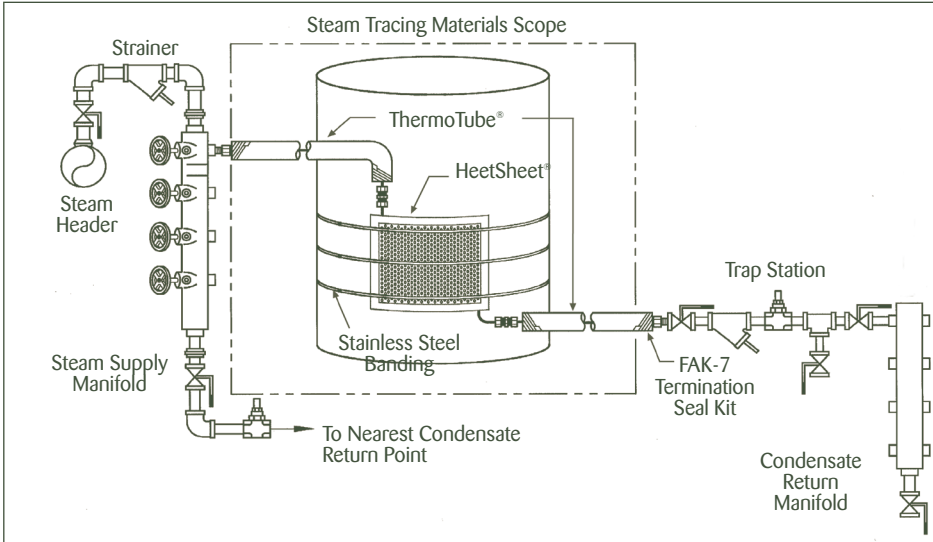 Steam Tracing Materials Scope
Strainer
ThermoTube®
HeetSheet®
Steam
Header
Trap Station
Stainless Steel
Banding
Steam Supply
Manifold
FAK-7
Termination
Seal Kit
To Nearest Condensate
Return Point
Condensate
Return
Manifold